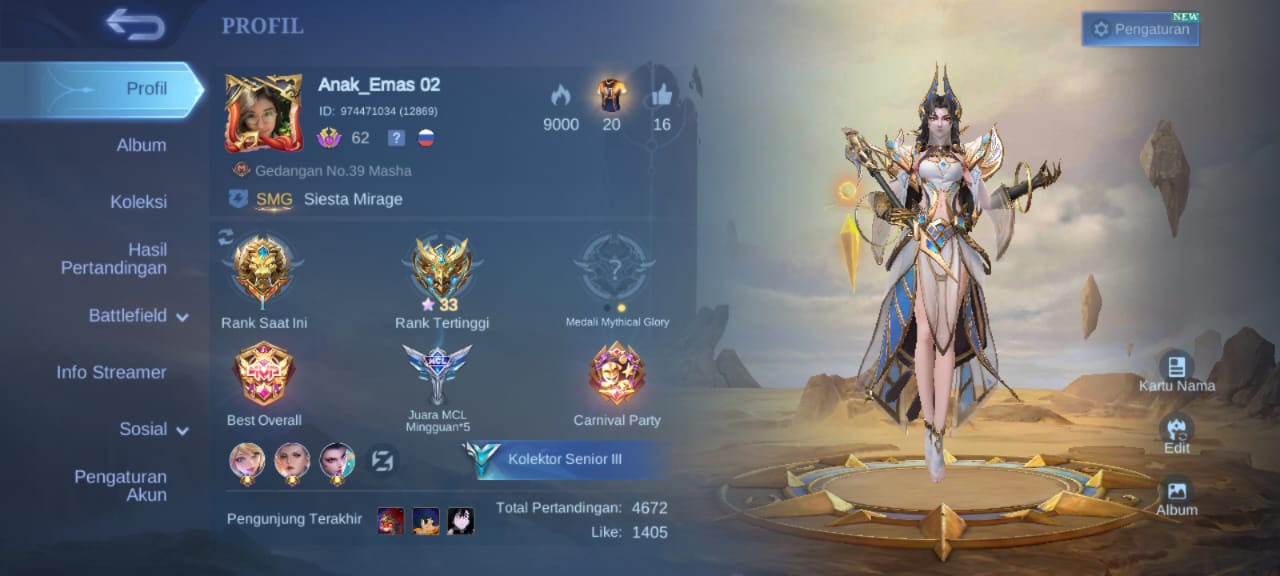 PROFIL
NEW
Pengaturan
Profil
Album
Koleksi
Hasil
Pertandingan
Battlefield
Info Streamer
Sosial
Pengaturan
Akun
Anak_Emas 02
ID: 974471034 (12869)
62
?
9000
20
16
Gedangan No.39 Masha
SMG Siesta Mirage
Rank Saat Ini
33
Rank Tertinggi
?
Medali Mythical Glory
Best Overall
MCL
Juara MCL
Mingguan*5
Carnival Party
Kolektor Senior III
Pengunjung Terakhir
Total Pertandingan: 4672
Like: 1405
Kartu Nama
Edit
Album